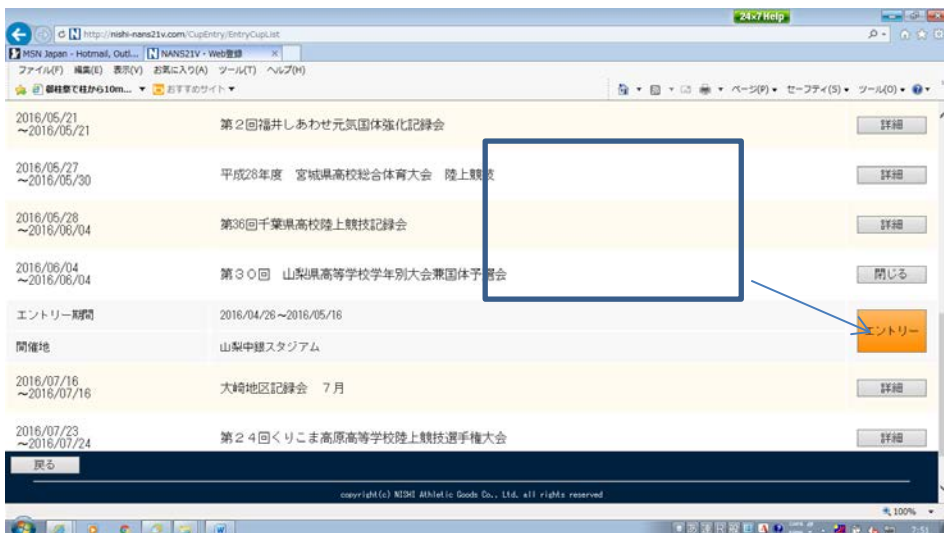 24x7 Help
http://nishi-nans21v.com/CupEntry/EntryCupList
MSN Japan - Hotmail, Outl...
NANS21V - Web登録
ファイル(F) 編集(E) 表示(V) お気に入り(A) ツール(T) ヘルプ(H)
御柱祭で柱から10m... おすすめサイト ページ(P) セーフティ(S) ツール(O)
2016/05/21
～2016/05/21
第2回福井しあわせ元気国体強化記録会
詳細
2016/05/27
～2016/05/30
平成28年度 宮城県高校総合体育大会 陸上競技
詳細
2016/05/28
～2016/06/04
第36回千葉県高校陸上競技記録会
詳細
2016/06/04
～2016/06/04
第30回 山梨県高等学校学年別大会兼国体予選会
閉じる
エントリー期間
2016/04/26～2016/05/16
エントリー
開催地
山梨中銀スタジアム
2016/07/16
～2016/07/16
大崎地区記録会 7月
詳細
2016/07/23
～2016/07/24
第24回くりこま高原高等学校陸上競技選手権大会
詳細
戻る
copyright(c) NISHI Athletic Goods Co., Ltd. all rights reserved
100%
7:51